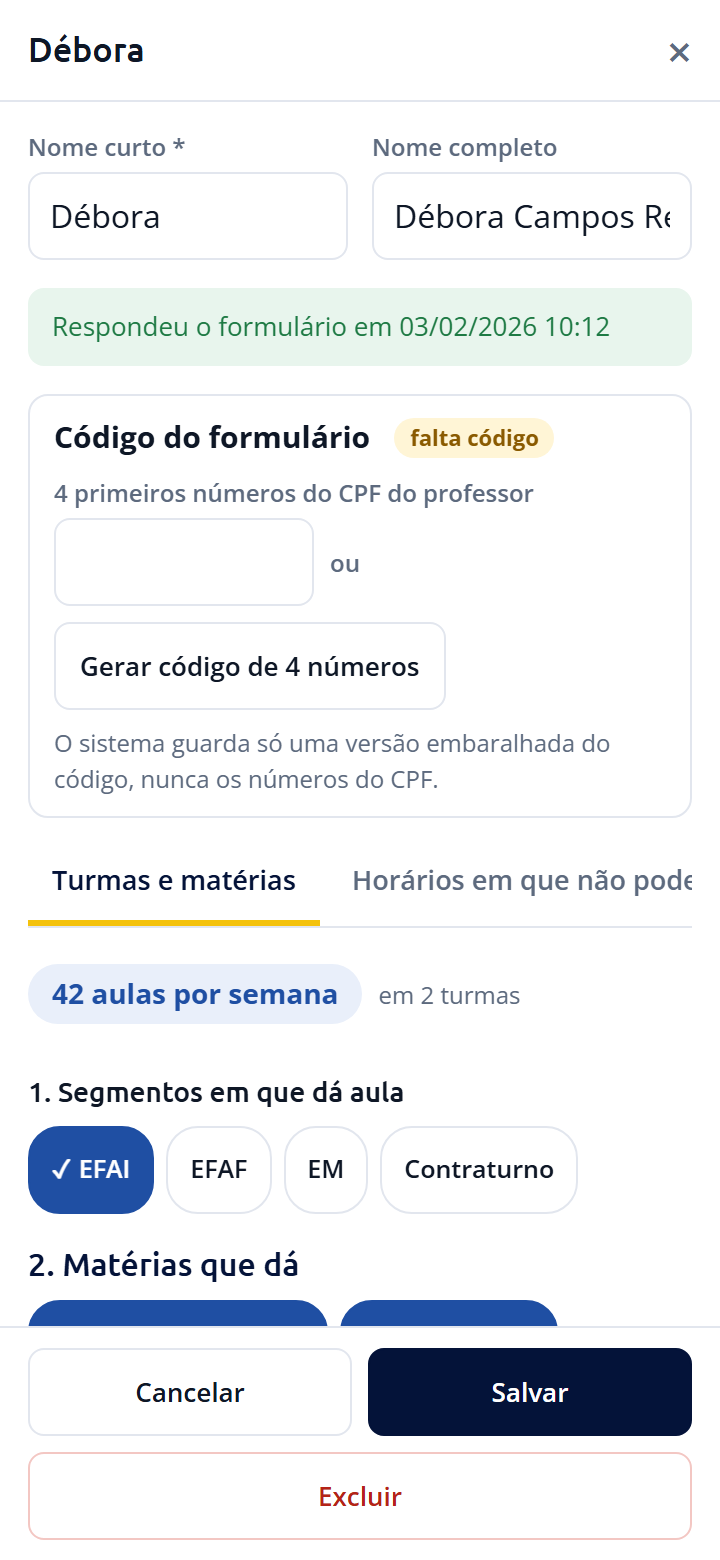 Débora
×
Nome curto *
Nome completo
Débora
Débora Campos Re
Respondeu o formulário em 03/02/2026 10:12
Código do formulário
falta código
4 primeiros números do CPF do professor
ou
Gerar código de 4 números
O sistema guarda só uma versão embaralhada do
código, nunca os números do CPF.
Turmas e matérias
Horários em que não pode
42 aulas por semana
em 2 turmas
1. Segmentos em que dá aula
✓ EFAI
EFAF
EM
Contraturno
2. Matérias que dá
Cancelar
Salvar
Excluir